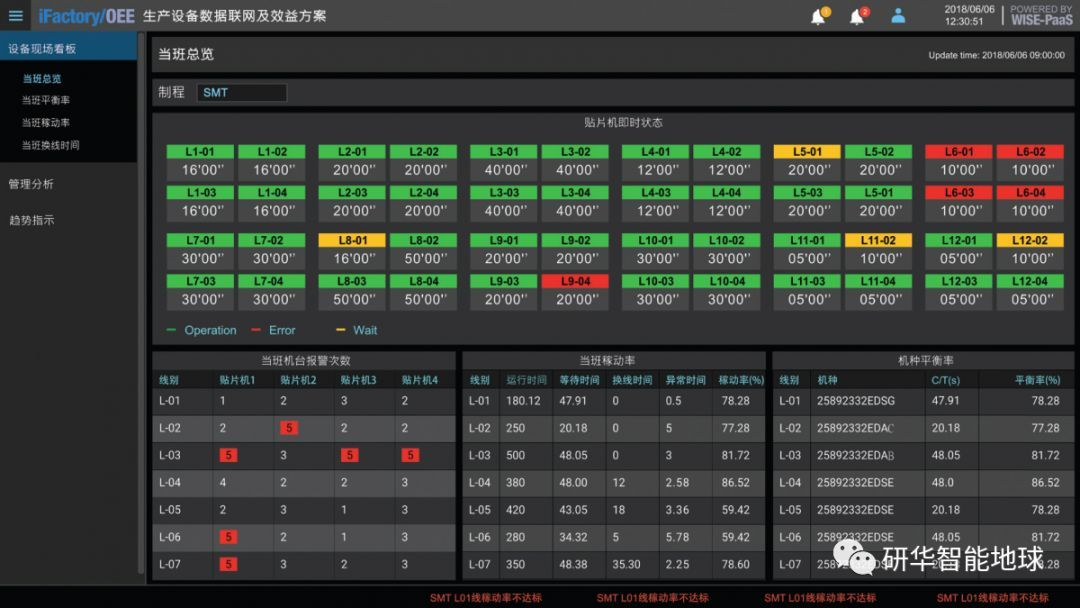 iFactory/OEE 生产设备数据联网及效益方案
2
2018/06/06
12:30:51
POWERED BY
WISE-PaaS
设备现场看板
当班总览
当班平衡率
当班稼动率
当班换线时间
管理分析
趋势指示
当班总览
Update time: 2018/06/06 09:00:00
制程 SMT
贴片机即时状态
L1-01 L1-02 L2-01 L2-02 L3-01 L3-02 L4-01 L4-02 L5-01 L5-02 L6-01 L6-02
16'00'' 16'00'' 20'00'' 20'00'' 40'00'' 40'00'' 12'00'' 12'00'' 20'00'' 20'00'' 10'00'' 10'00''
L1-03 L1-04 L2-03 L2-04 L3-03 L3-04 L4-03 L4-04 L5-03 L5-01 L6-03 L6-04
16'00'' 16'00'' 20'00'' 20'00'' 40'00'' 40'00'' 12'00'' 12'00'' 20'00'' 20'00'' 10'00'' 10'00''
L7-01 L7-02 L8-01 L8-02 L9-01 L9-02 L10-01 L10-02 L11-01 L11-02 L12-01 L12-02
30'00'' 30'00'' 16'00'' 50'00'' 20'00'' 20'00'' 30'00'' 30'00'' 05'00'' 10'00'' 05'00'' 10'00''
L7-03 L7-04 L8-03 L8-04 L9-03 L9-04 L10-03 L10-04 L11-03 L11-04 L12-03 L12-04
30'00'' 30'00'' 50'00'' 50'00'' 20'00'' 20'00'' 30'00'' 30'00'' 05'00'' 05'00'' 05'00'' 05'00''
Operation Error Wait
当班机台报警次数
线别 贴片机1 贴片机2 贴片机3 贴片机4
L-01 1 2 3 2
L-02 2 5 2 2
L-03 5 3 5 5
L-04 4 2 2 3
L-05 2 3 1 3
L-06 5 2 1 3
L-07 5 3 2 3
当班稼动率
线别 运行时间 等待时间 换线时间 异常时间 稼动率(%)
L-01 180.12 47.91 0 0.5 78.28
L-02 250 20.18 0 5 77.28
L-03 500 48.05 0 3 81.72
L-04 380 48.00 12 2.58 86.52
L-05 420 43.05 18 3.36 59.42
L-06 280 34.32 5 5.78 59.42
L-07 350 48.38 35.30 2.25 78.60
机种平衡率
线别 机种 C/T(s) 平衡率(%)
L-01 25892332EDSG 47.91 78.28
L-02 25892332EDAC 20.18 77.28
L-03 25892332EDAB 48.05 81.72
L-04 25892332EDSE 48.0 86.52
L-05 25892332EDSE 20.18 78.28
L-06 25892332EDSE 48.05 81.72
L-07
研华智能地球
SMT L01线稼动率不达标 SMT L01线稼动率不达标 SMT L01线稼动率不达标 SMT L01线稼动率不达标